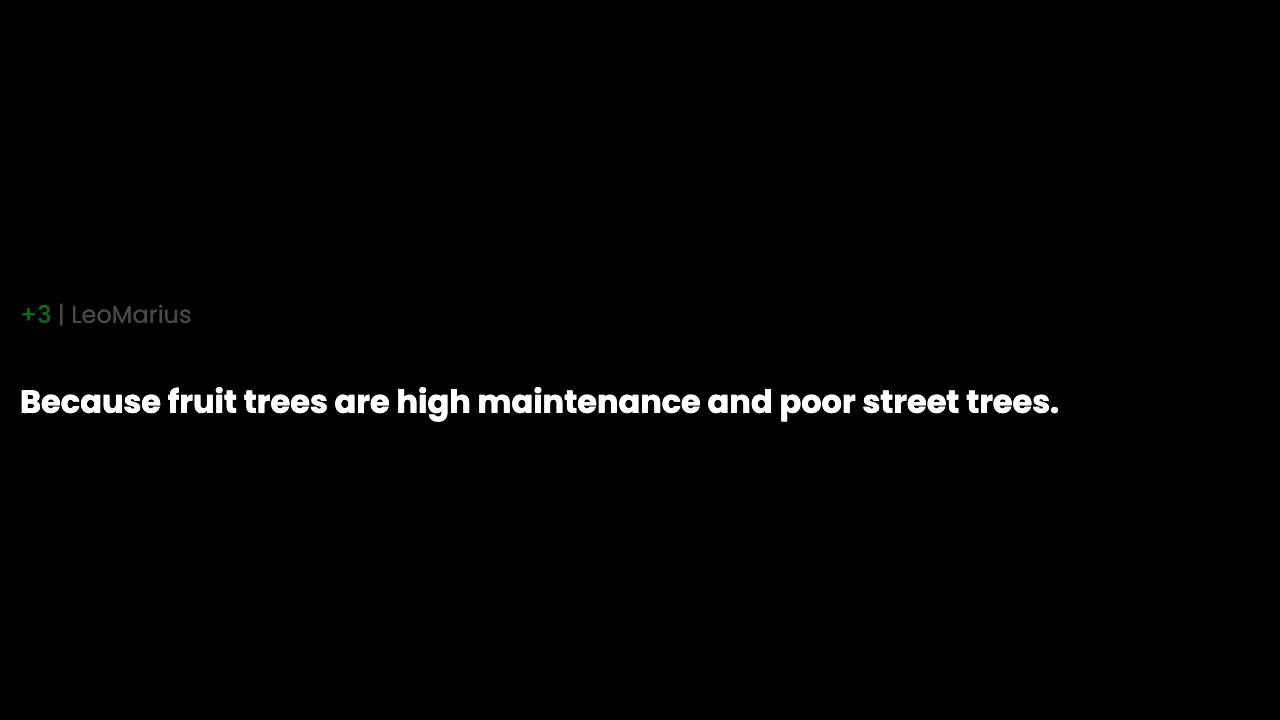 +3 | LeoMarius
Because fruit trees are high maintenance and poor street trees.